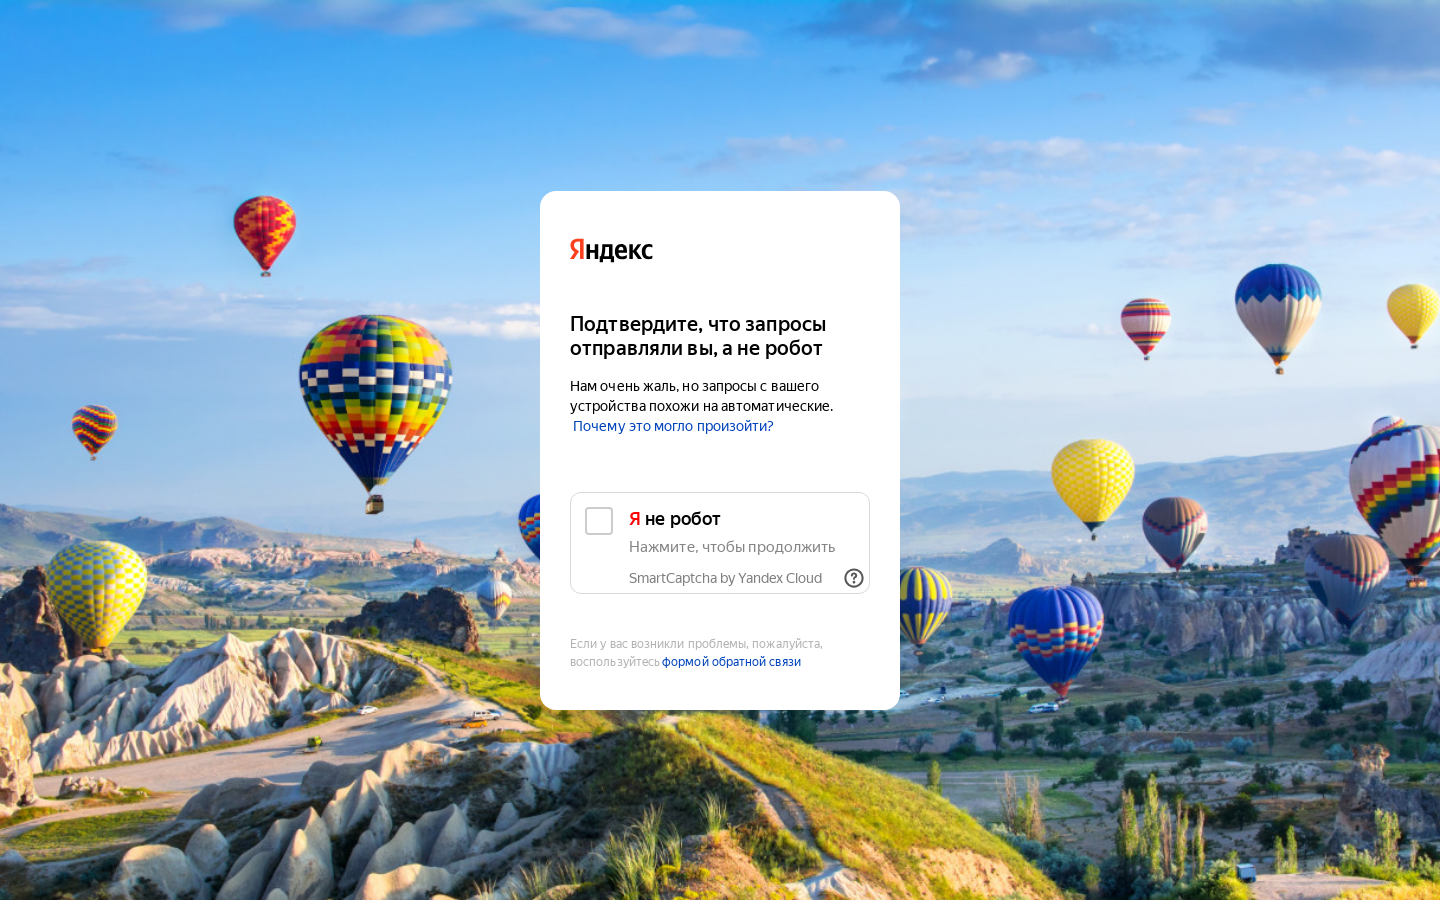 Яндекс
Подтвердите, что запросы
отправляли вы, а не робот
Нам очень жаль, но запросы с вашего
устройства похожи на автоматические.
Почему это могло произойти?
Я не робот
Нажмите, чтобы продолжить
SmartCaptcha by Yandex Cloud
Если у вас возникли проблемы, пожалуйста,
воспользуйтесь формой обратной связи